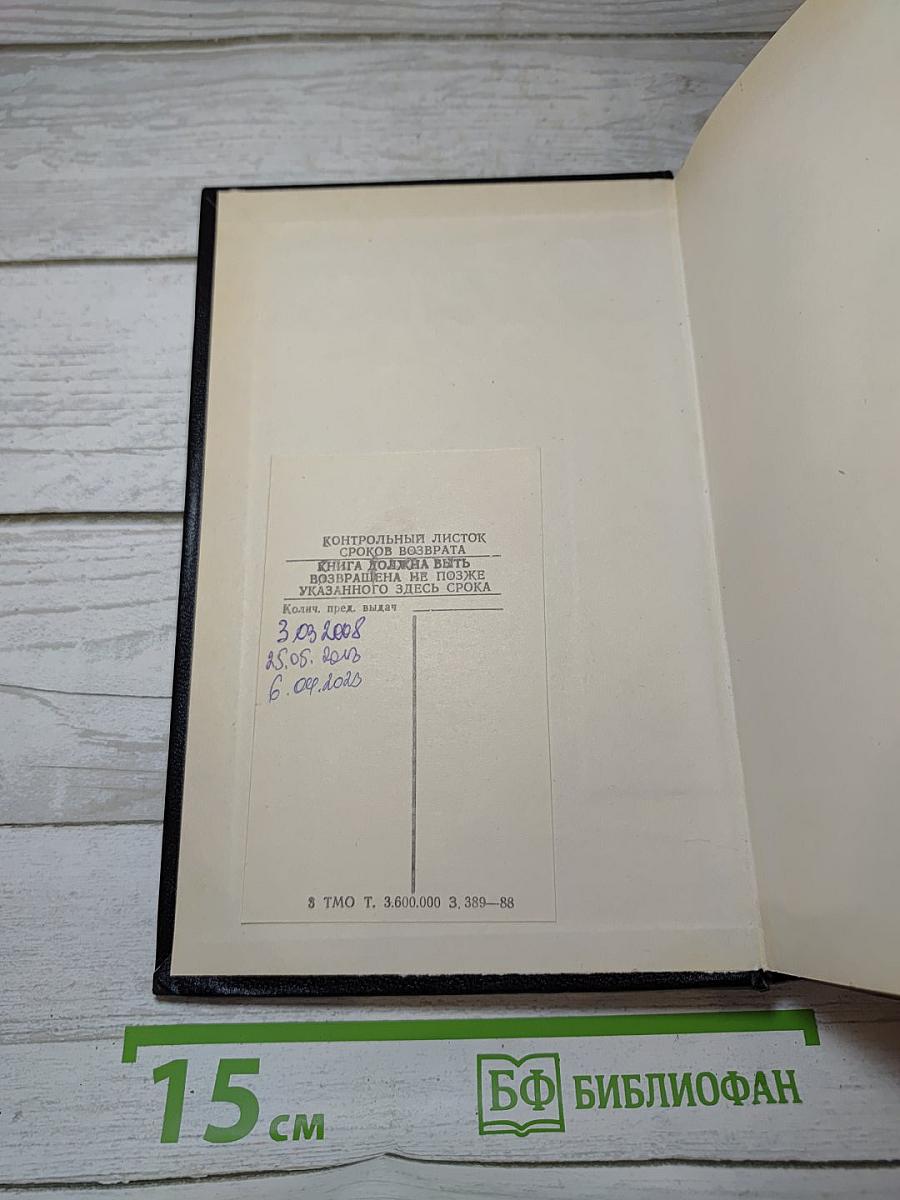 КОНТРОЛЬНЫЙ ЛИСТОК
СРОКОВ ВОЗВРАТА
КНИГА ДОЛЖНА БЫТЬ
ВОЗВРАЩЕНА НЕ ПОЗЖЕ
УКАЗАННОГО ЗДЕСЬ СРОКА
Колич. пред. выдач
3.03 2008
25.05. 2013
6.04.2023
3 ТМО Т. 3.600.000 З. 389—88
15 см
БФ БИБЛИОФАН